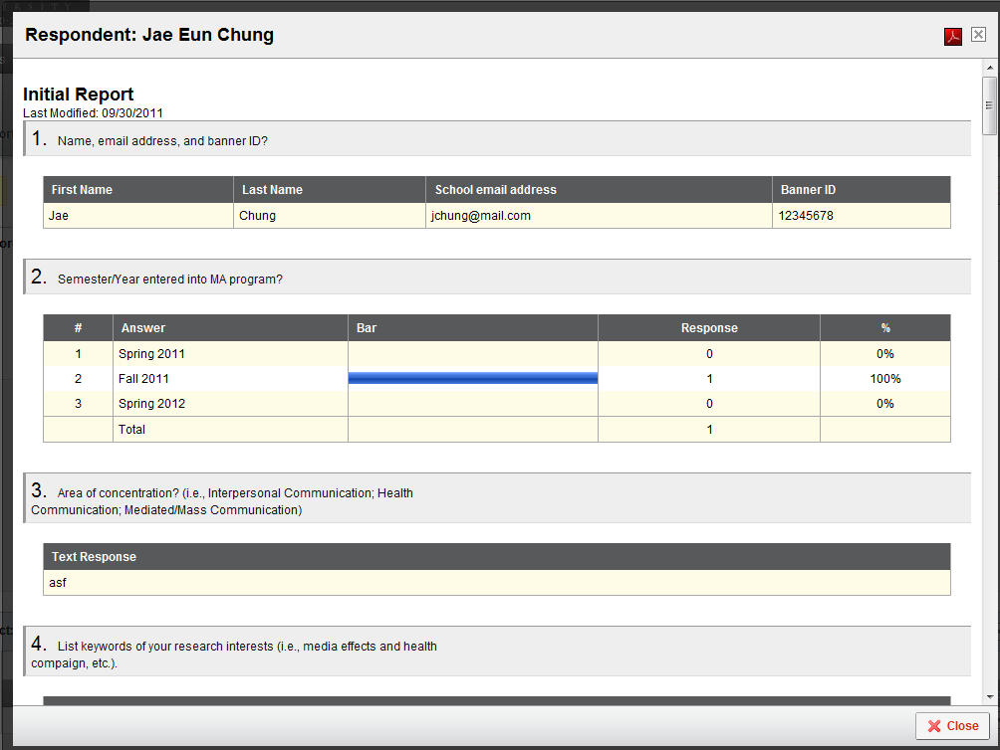 Respondent: Jae Eun Chung
Initial Report
Last Modified: 09/30/2011
1. Name, email address, and banner ID?
First Name Last Name School email address Banner ID
Jae Chung jchung@mail.com 12345678
2. Semester/Year entered into MA program?
# Answer Bar Response %
1 Spring 2011 0 0%
2 Fall 2011 1 100%
3 Spring 2012 0 0%
Total 1
3. Area of concentration? (i.e., Interpersonal Communication; Health
Communication; Mediated/Mass Communication)
Text Response
asf
4. List keywords of your research interests (i.e., media effects and health
compaign, etc.).
Close